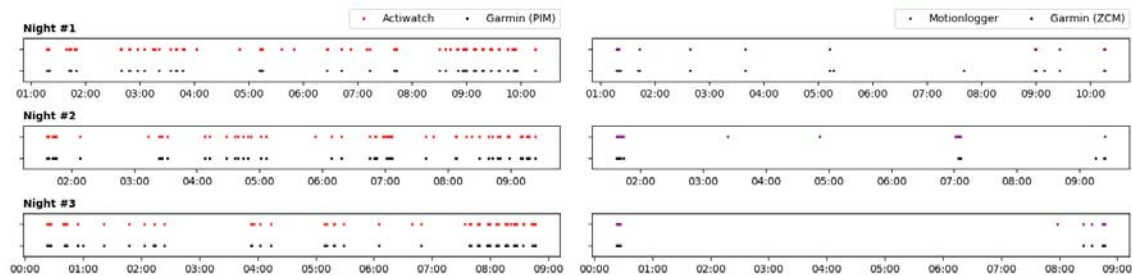 Actiwatch Garmin (PIM) Motionlogger Garmin (ZCM)
Night #1
01:00 02:00 03:00 04:00 05:00 06:00 07:00 08:00 09:00 10:00 01:00 02:00 03:00 04:00 05:00 06:00 07:00 08:00 09:00 10:00
Night #2
02:00 03:00 04:00 05:00 06:00 07:00 08:00 09:00 02:00 03:00 04:00 05:00 06:00 07:00 08:00 09:00
Night #3
00:00 01:00 02:00 03:00 04:00 05:00 06:00 07:00 08:00 09:00 00:00 01:00 02:00 03:00 04:00 05:00 06:00 07:00 08:00 09:00